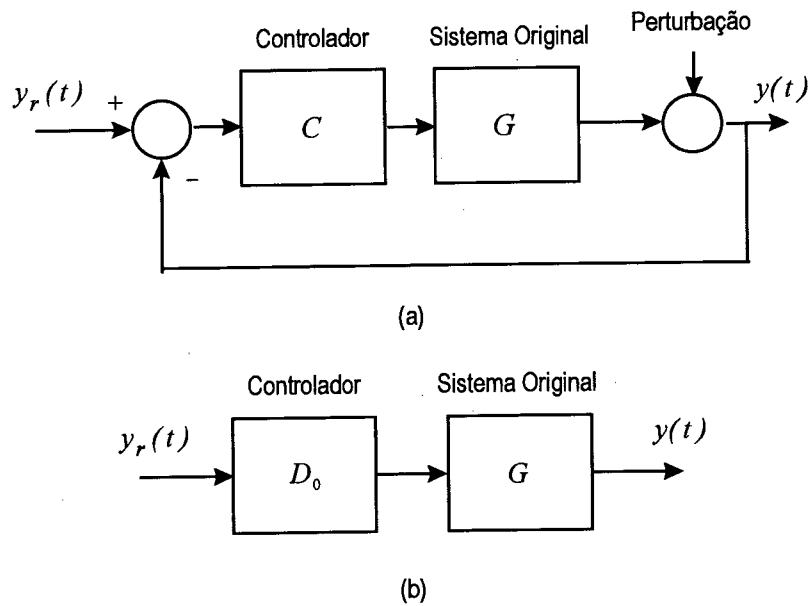 Controlador
Sistema Original
Perturbação
y_r(t)
+
C
G
y(t)
−
(a)
Controlador
Sistema Original
y_r(t)
D_0
G
y(t)
(b)